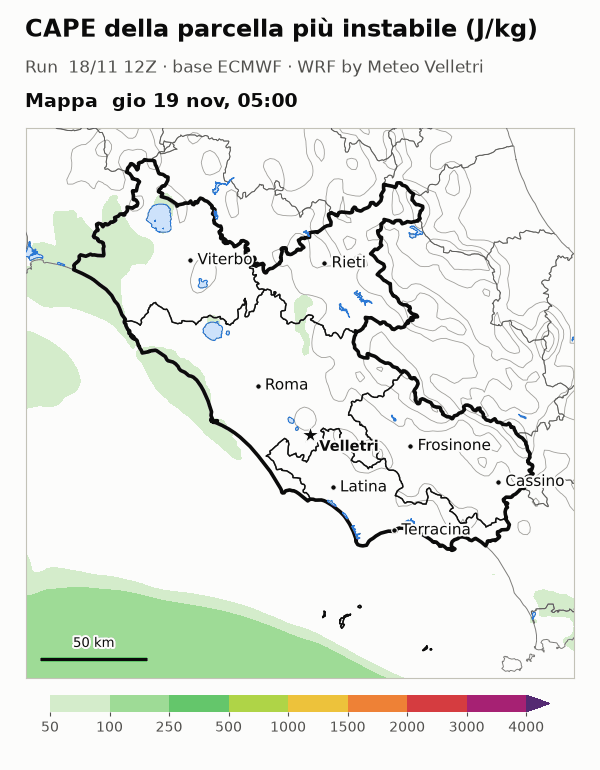 CAPE della parcella più instabile (J/kg)
Run  18/11 12Z · base ECMWF · WRF by Meteo Velletri
Mappa  gio 19 nov, 05:00
Viterbo
Rieti
Roma
Velletri
Frosinone
Cassino
Latina
Terracina
50 km
50 100 250 500 1000 1500 2000 3000 4000